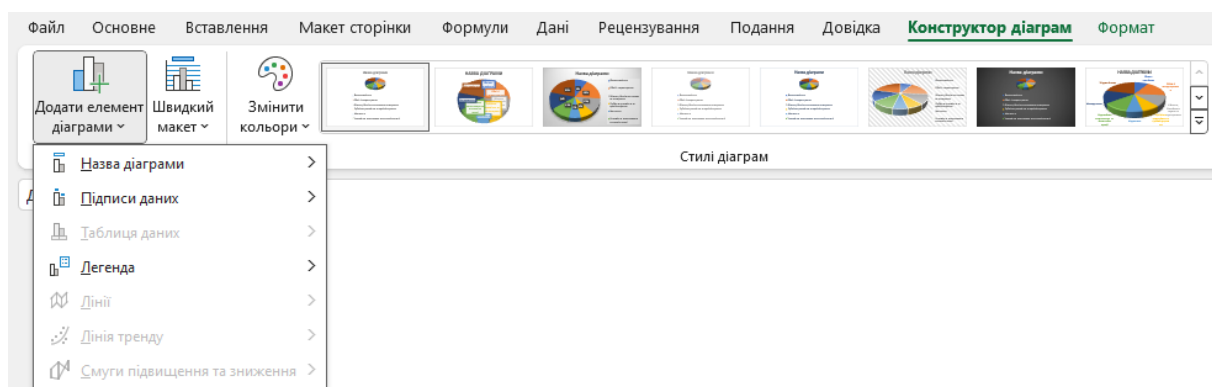 Файл Основне Вставлення Макет сторінки Формули Дані Рецензування Подання Довідка Конструктор діаграм Формат
Додати елемент діаграми
Швидкий макет
Змінити кольори
Стилі діаграм
Назва діаграми
Підписи даних
Таблиця даних
Легенда
Лінії
Лінія тренду
Смуги підвищення та зниження